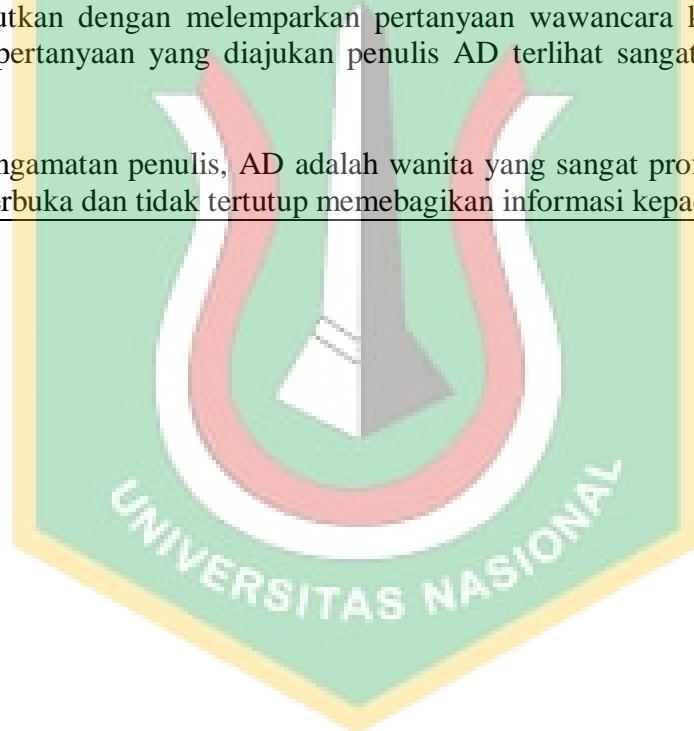 utkan dengan melemparkan pertanyaan wawancara k
pertanyaan yang diajukan penulis AD terlihat sangat
ngamatan penulis, AD adalah wanita yang sangat pro
erbuka dan tidak tertutup memebagikan informasi kepa
UNIVERSITAS NASIONAL